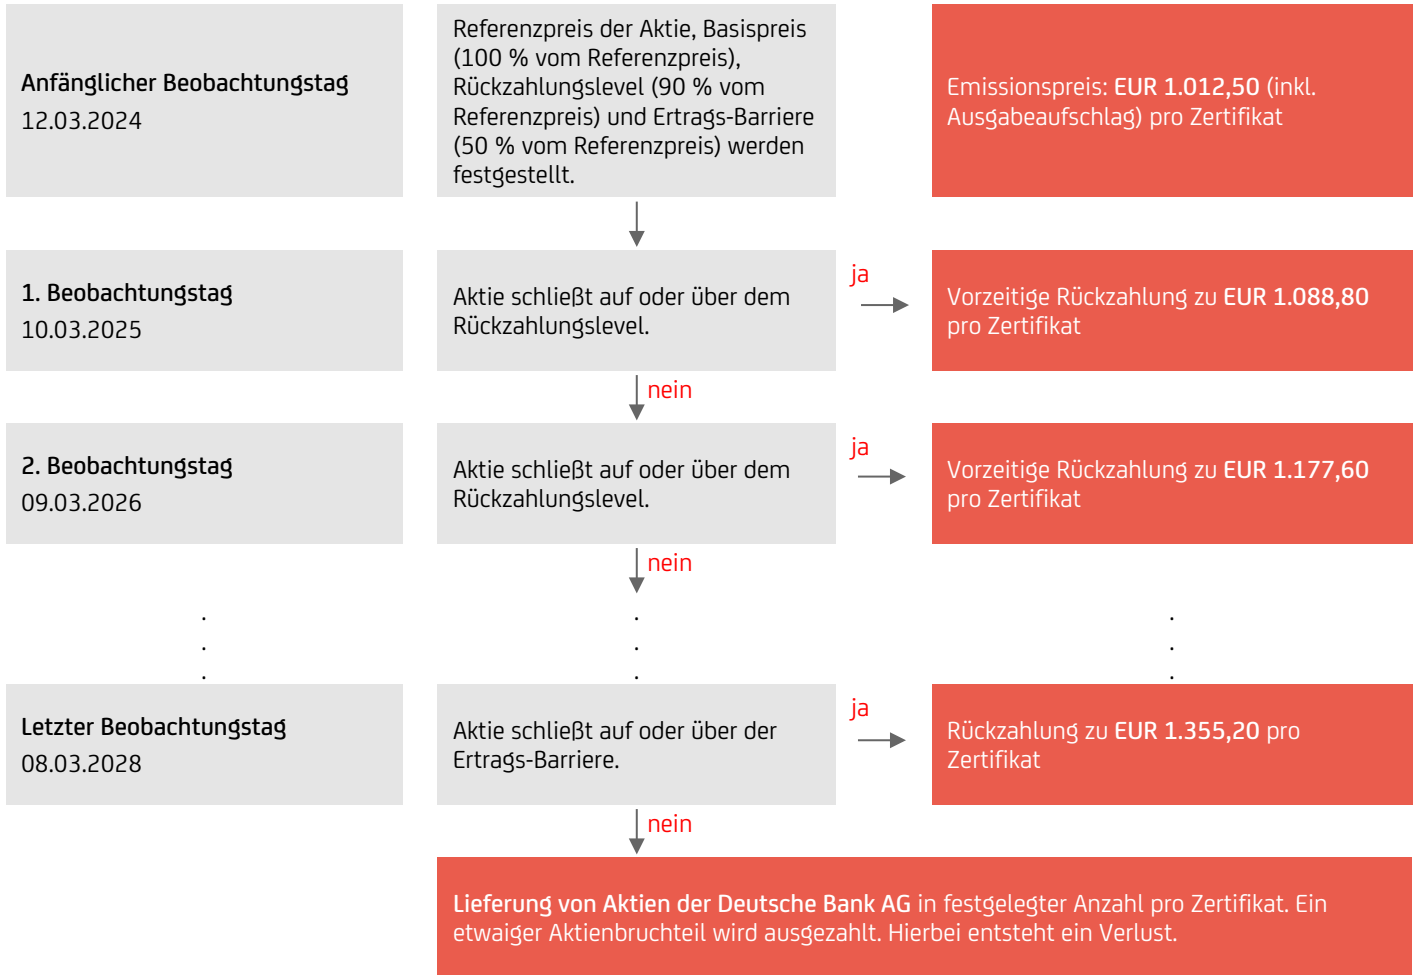 Anfänglicher Beobachtungstag
12.03.2024
Referenzpreis der Aktie, Basispreis
(100 % vom Referenzpreis),
Rückzahlungslevel (90 % vom
Referenzpreis) und Ertrags-Barriere
(50 % vom Referenzpreis) werden
festgestellt.
Emissionspreis: EUR 1.012,50 (inkl.
Ausgabeaufschlag) pro Zertifikat
1. Beobachtungstag
10.03.2025
Aktie schließt auf oder über dem
Rückzahlungslevel.
ja
Vorzeitige Rückzahlung zu EUR 1.088,80
pro Zertifikat
nein
2. Beobachtungstag
09.03.2026
Aktie schließt auf oder über dem
Rückzahlungslevel.
ja
Vorzeitige Rückzahlung zu EUR 1.177,60
pro Zertifikat
nein
Letzter Beobachtungstag
08.03.2028
Aktie schließt auf oder über der
Ertrags-Barriere.
ja
Rückzahlung zu EUR 1.355,20 pro
Zertifikat
nein
Lieferung von Aktien der Deutsche Bank AG in festgelegter Anzahl pro Zertifikat. Ein
etwaiger Aktienbruchteil wird ausgezahlt. Hierbei entsteht ein Verlust.